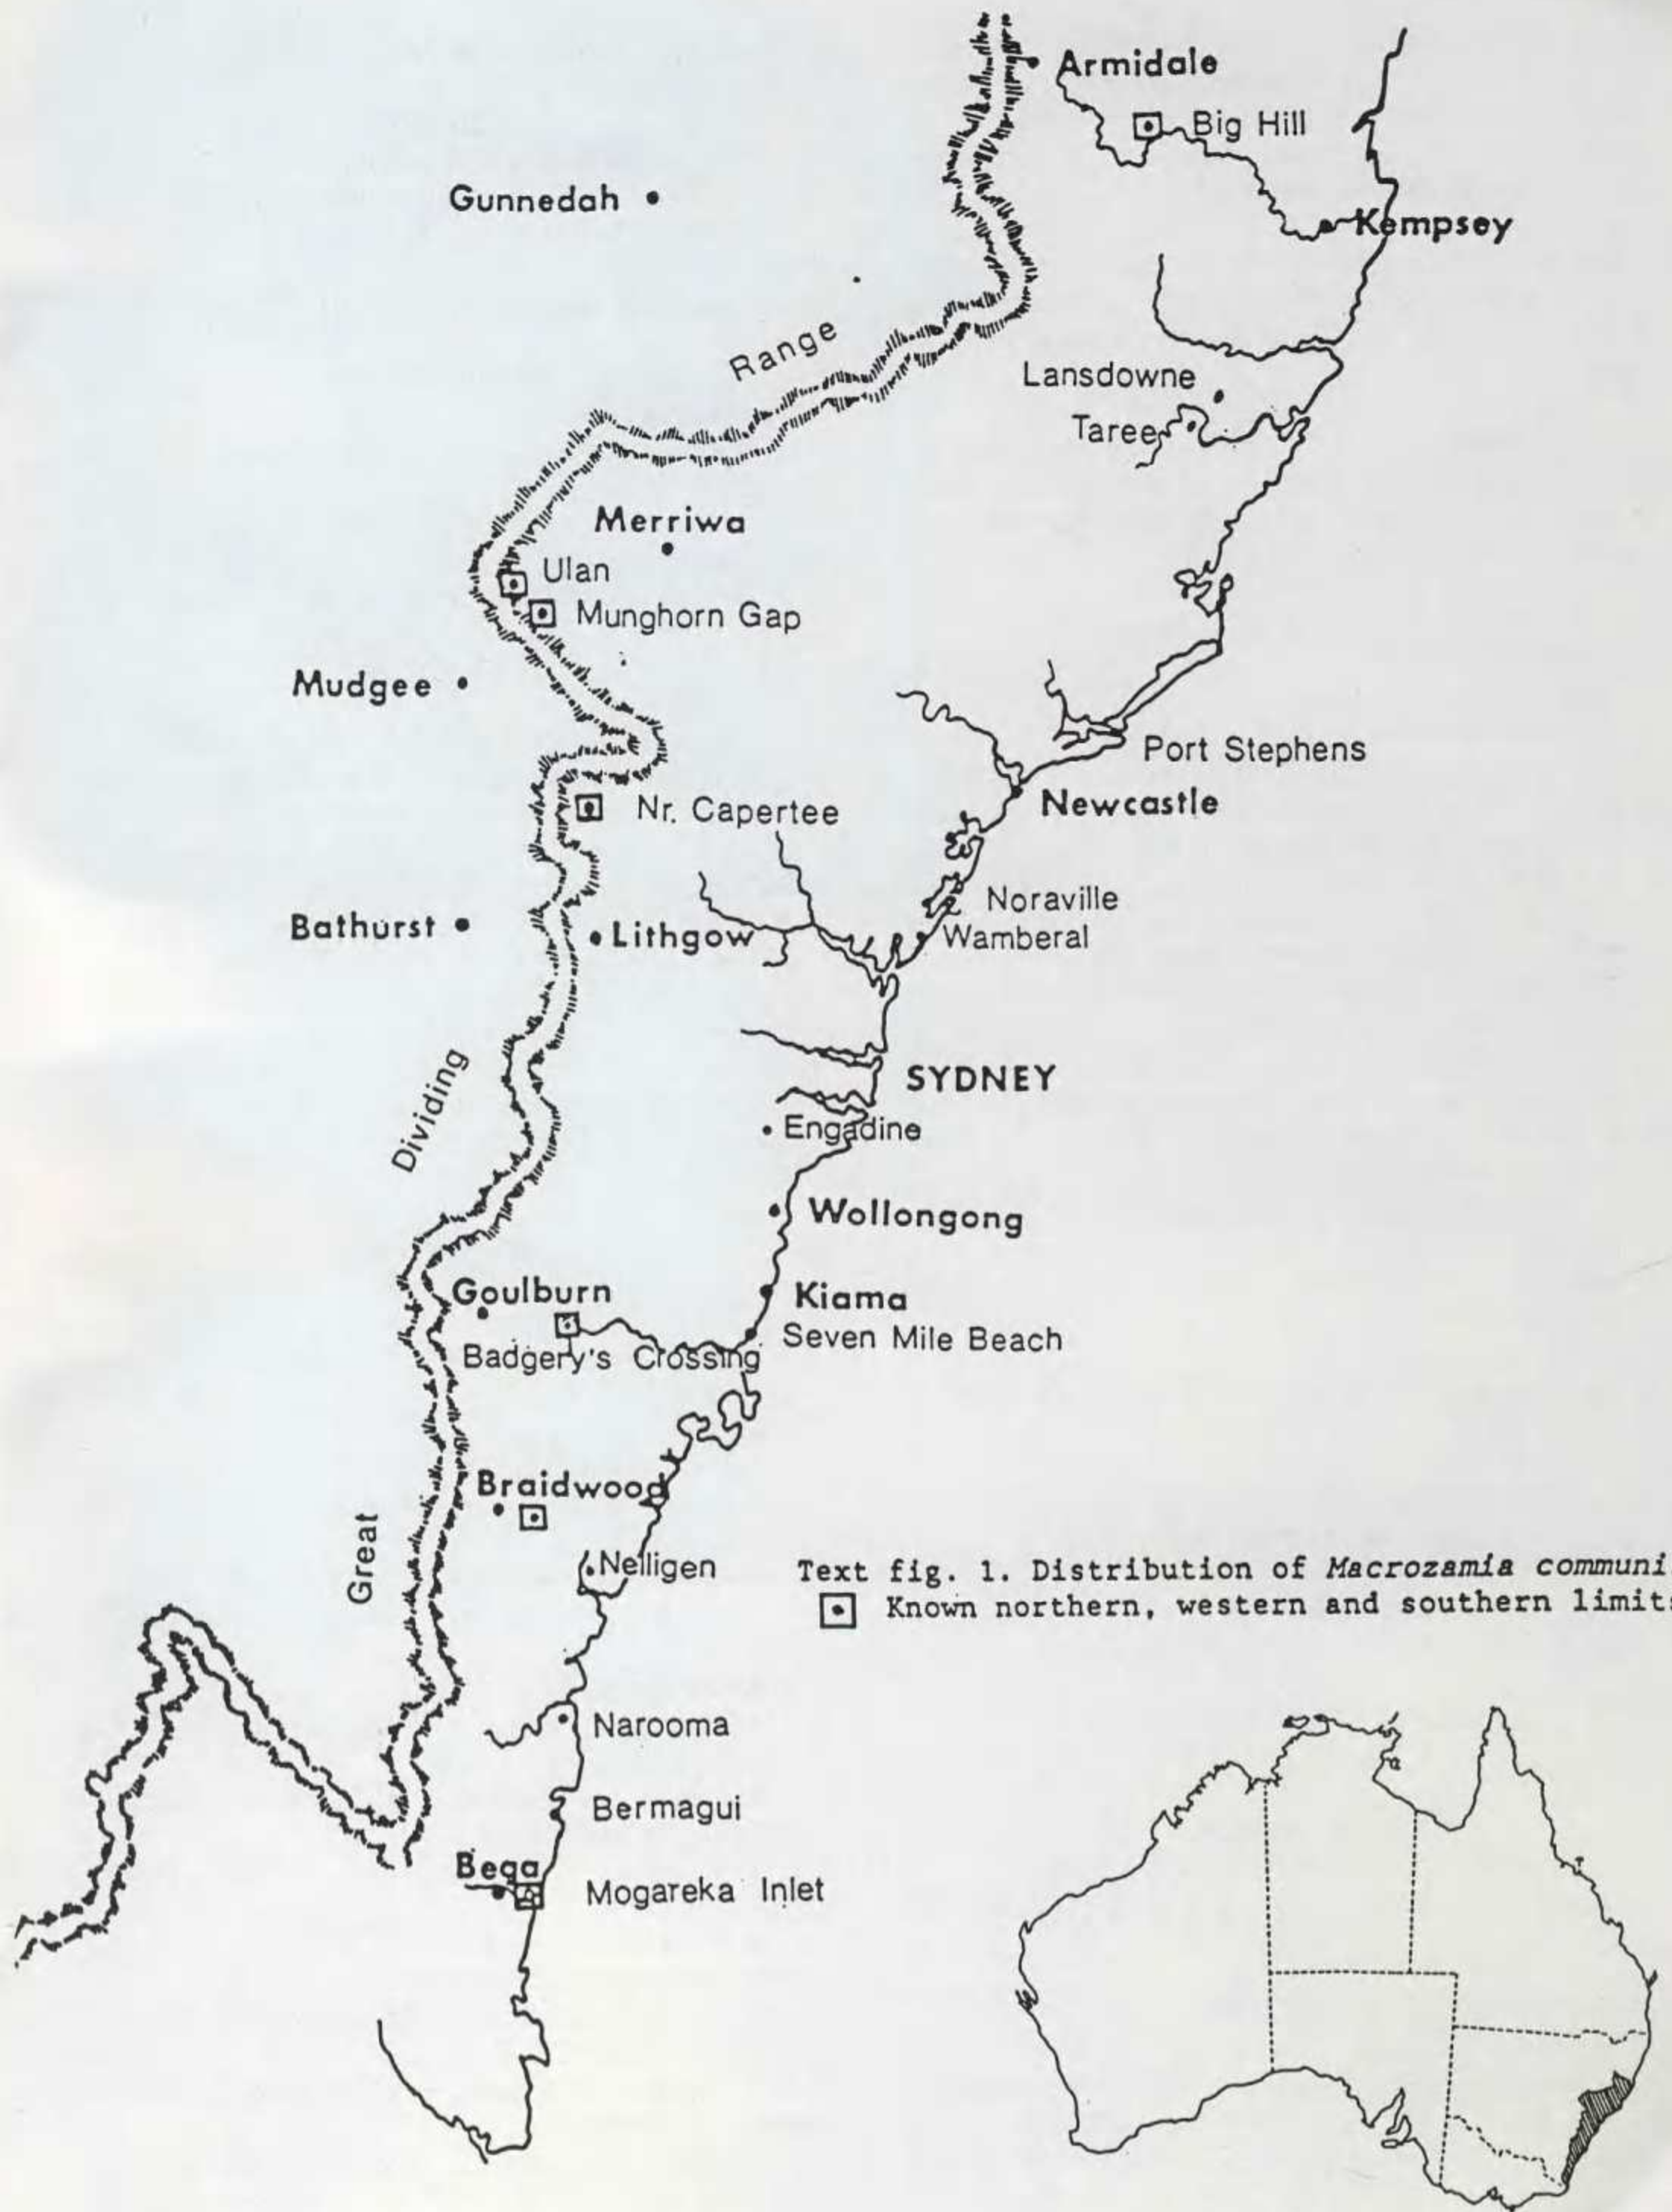 Armidale
Big Hill
Gunnedah
Kempsey
Range
Lansdowne
Taree
Merriwa
Ulan
Munghorn Gap
Mudgee
Port Stephens
Nr. Capertee
Newcastle
Noraville
Bathurst
Lithgow
Wamberal
Dividing
SYDNEY
Engadine
Wollongong
Goulburn
Kiama
Seven Mile Beach
Badgery's Crossing
Braidwood
Great
Nelligen
Text fig. 1. Distribution of Macrozamia communi
Known northern, western and southern limit
Narooma
Bermagui
Bega
Mogareka Inlet